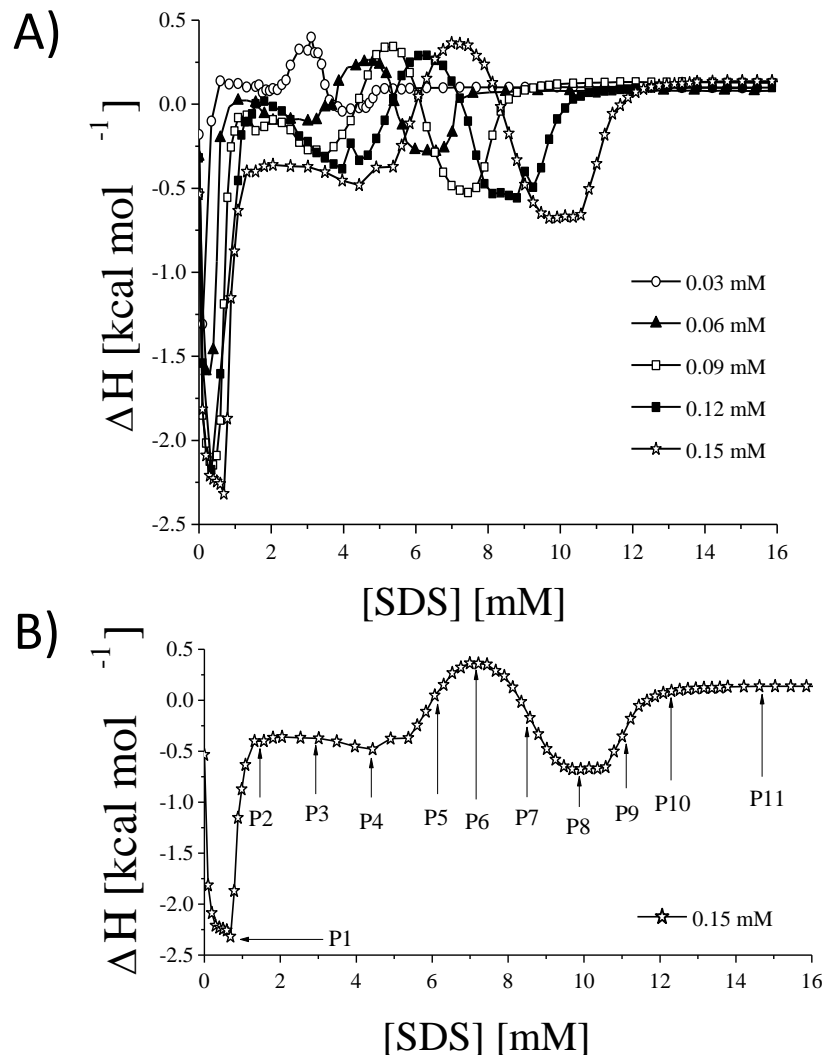 A)
ΔH [kcal mol -1]
0.5
0.0
-0.5
-1.0
-1.5
-2.0
-2.5
0 2 4 6 8 10 12 14 16
[SDS] [mM]
0.03 mM
0.06 mM
0.09 mM
0.12 mM
0.15 mM
B)
ΔH [kcal mol -1]
0.5
0.0
-0.5
-1.0
-1.5
-2.0
-2.5
P1
P2
P3
P4
P5
P6
P7
P8
P9
P10
P11
0.15 mM
0 2 4 6 8 10 12 14 16
[SDS] [mM]